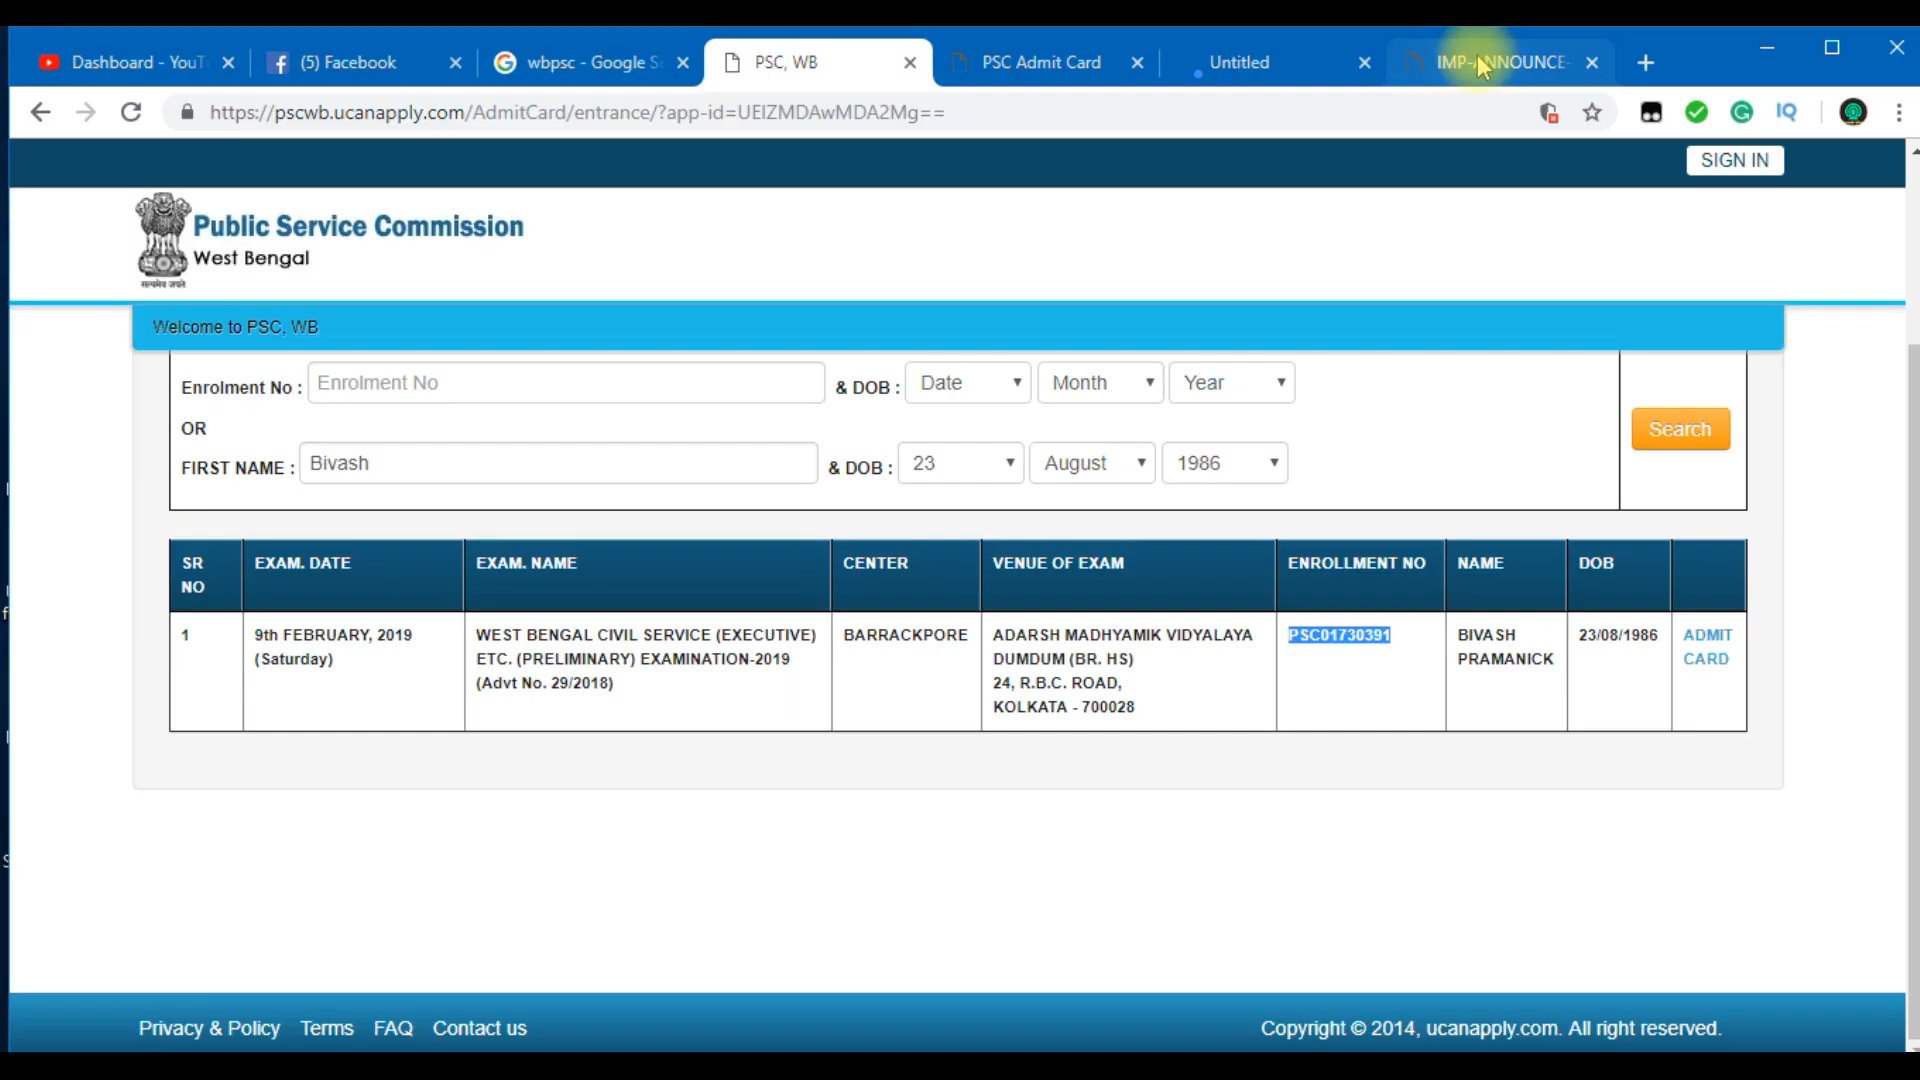 Dashboard - YouT
(5) Facebook
wbpsc - Google S
PSC, WB
PSC Admit Card
Untitled
IMP-ANNOUNCE-
https://pscwb.ucanapply.com/AdmitCard/entrance/?app-id=UEIZMDAwMDA2Mg==
IQ
SIGN IN
Public Service Commission
West Bengal
सत्यमेव जयते
Welcome to PSC, WB
Enrolment No : Enrolment No & DOB : Date Month Year
OR
Search
FIRST NAME : Bivash & DOB : 23 August 1986
SR NO EXAM. DATE EXAM. NAME CENTER VENUE OF EXAM ENROLLMENT NO NAME DOB
1 9th FEBRUARY, 2019 WEST BENGAL CIVIL SERVICE (EXECUTIVE) BARRACKPORE ADARSH MADHYAMIK VIDYALAYA PSC01730391 BIVASH 23/08/1986 ADMIT
(Saturday) ETC. (PRELIMINARY) EXAMINATION-2019 DUMDUM (BR. HS) PRAMANICK CARD
(Advt No. 29/2018) 24, R.B.C. ROAD,
KOLKATA - 700028
Privacy & Policy Terms FAQ Contact us
Copyright © 2014, ucanapply.com. All right reserved.